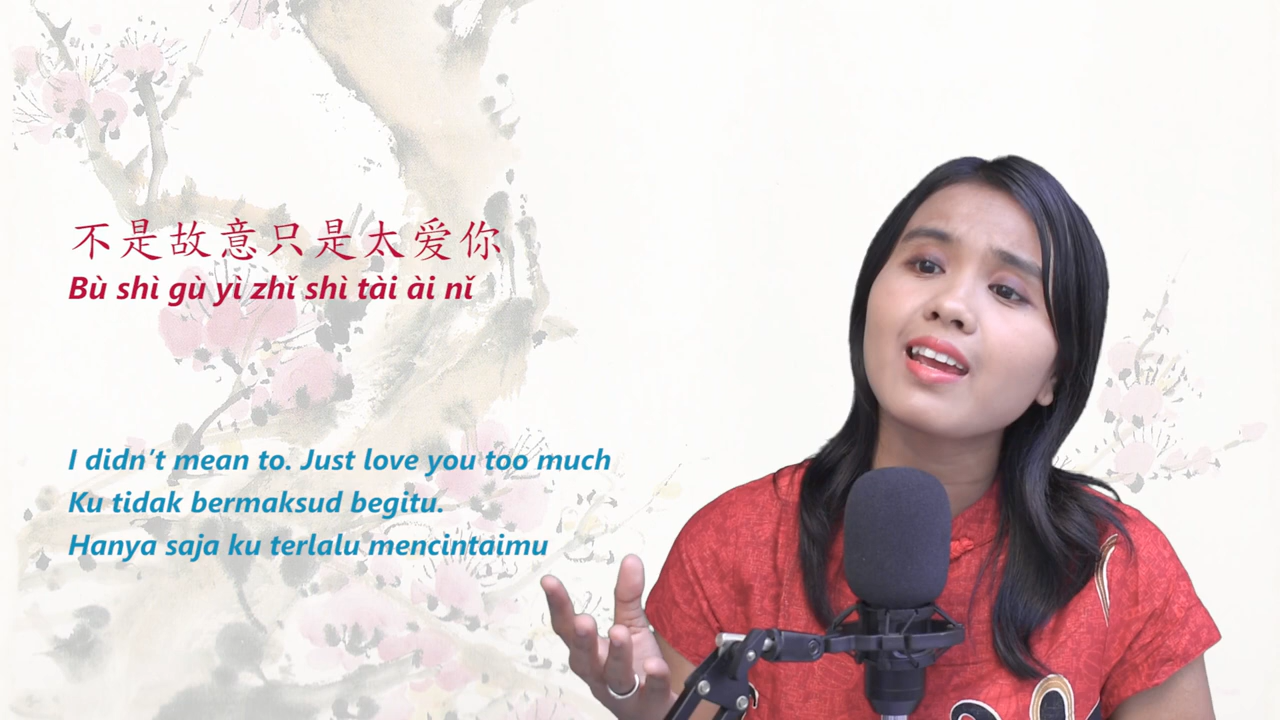 不是故意只是太爱你
Bù shì gù yì zhǐ shì tài ài nǐ
I didn't mean to. Just love you too much
Ku tidak bermaksud begitu.
Hanya saja ku terlalu mencintaimu